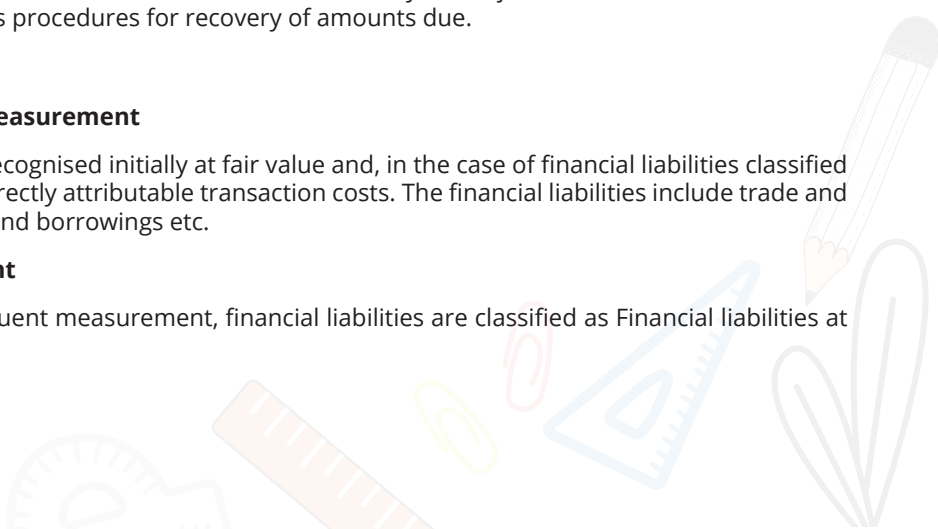 s procedures for recovery of amounts due.
easurement
ecognised initially at fair value and, in the case of financial liabilities classified
rectly attributable transaction costs. The financial liabilities include trade and
nd borrowings etc.
nt
uent measurement, financial liabilities are classified as Financial liabilities at